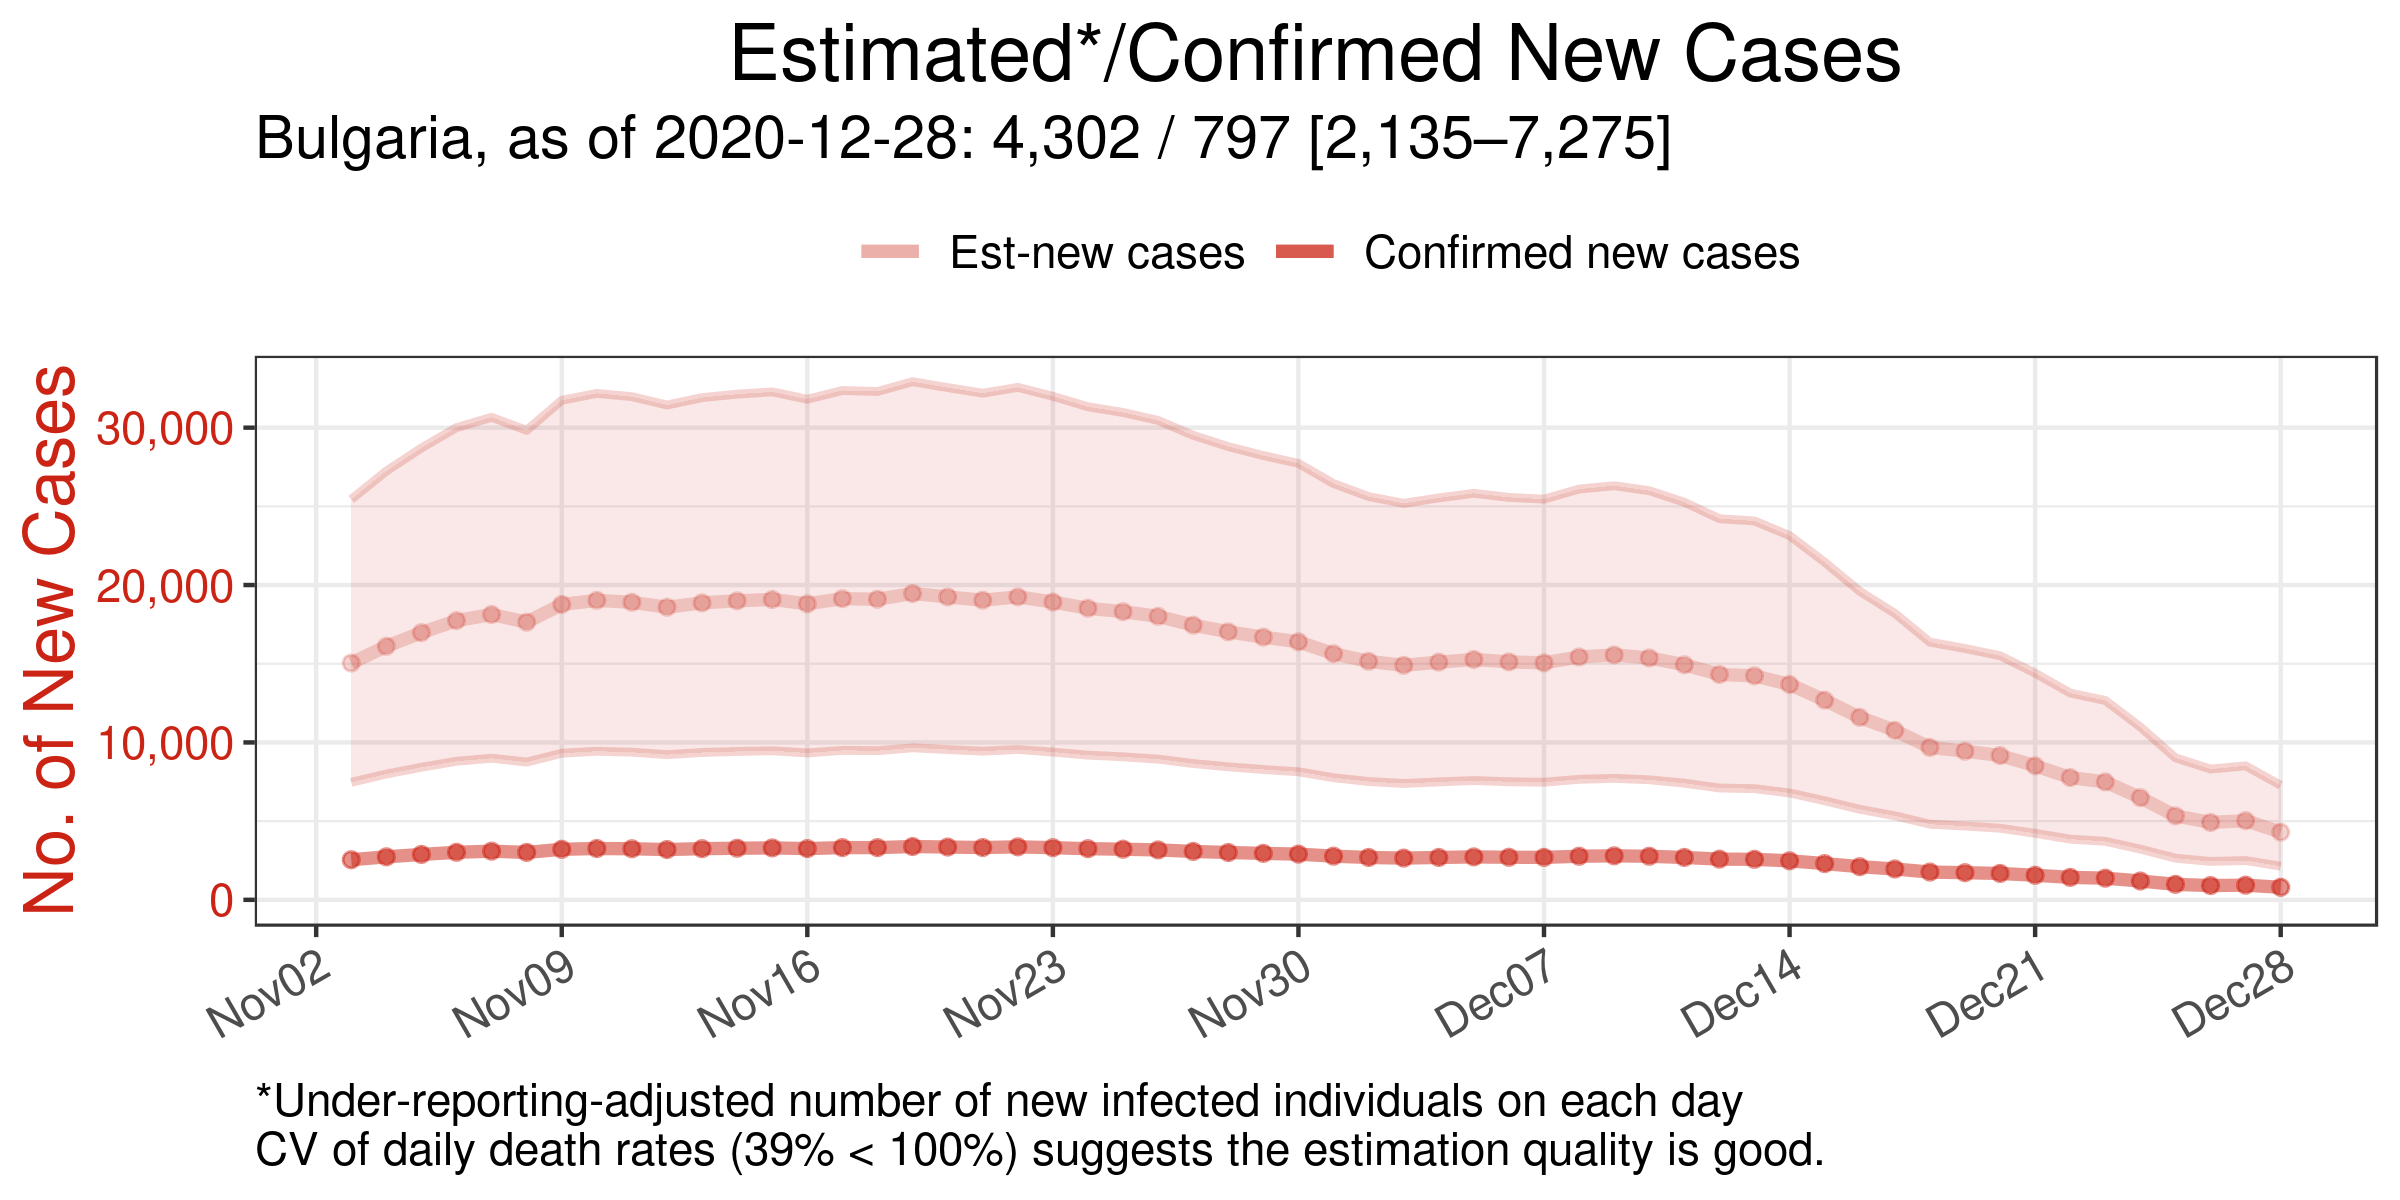 Estimated*/Confirmed New Cases
Bulgaria, as of 2020-12-28: 4,302 / 797 [2,135–7,275]
Est-new cases
Confirmed new cases
No. of New Cases
30,000
20,000
10,000
0
Nov02
Nov09
Nov16
Nov23
Nov30
Dec07
Dec14
Dec21
Dec28
*Under-reporting-adjusted number of new infected individuals on each day
CV of daily death rates (39% < 100%) suggests the estimation quality is good.